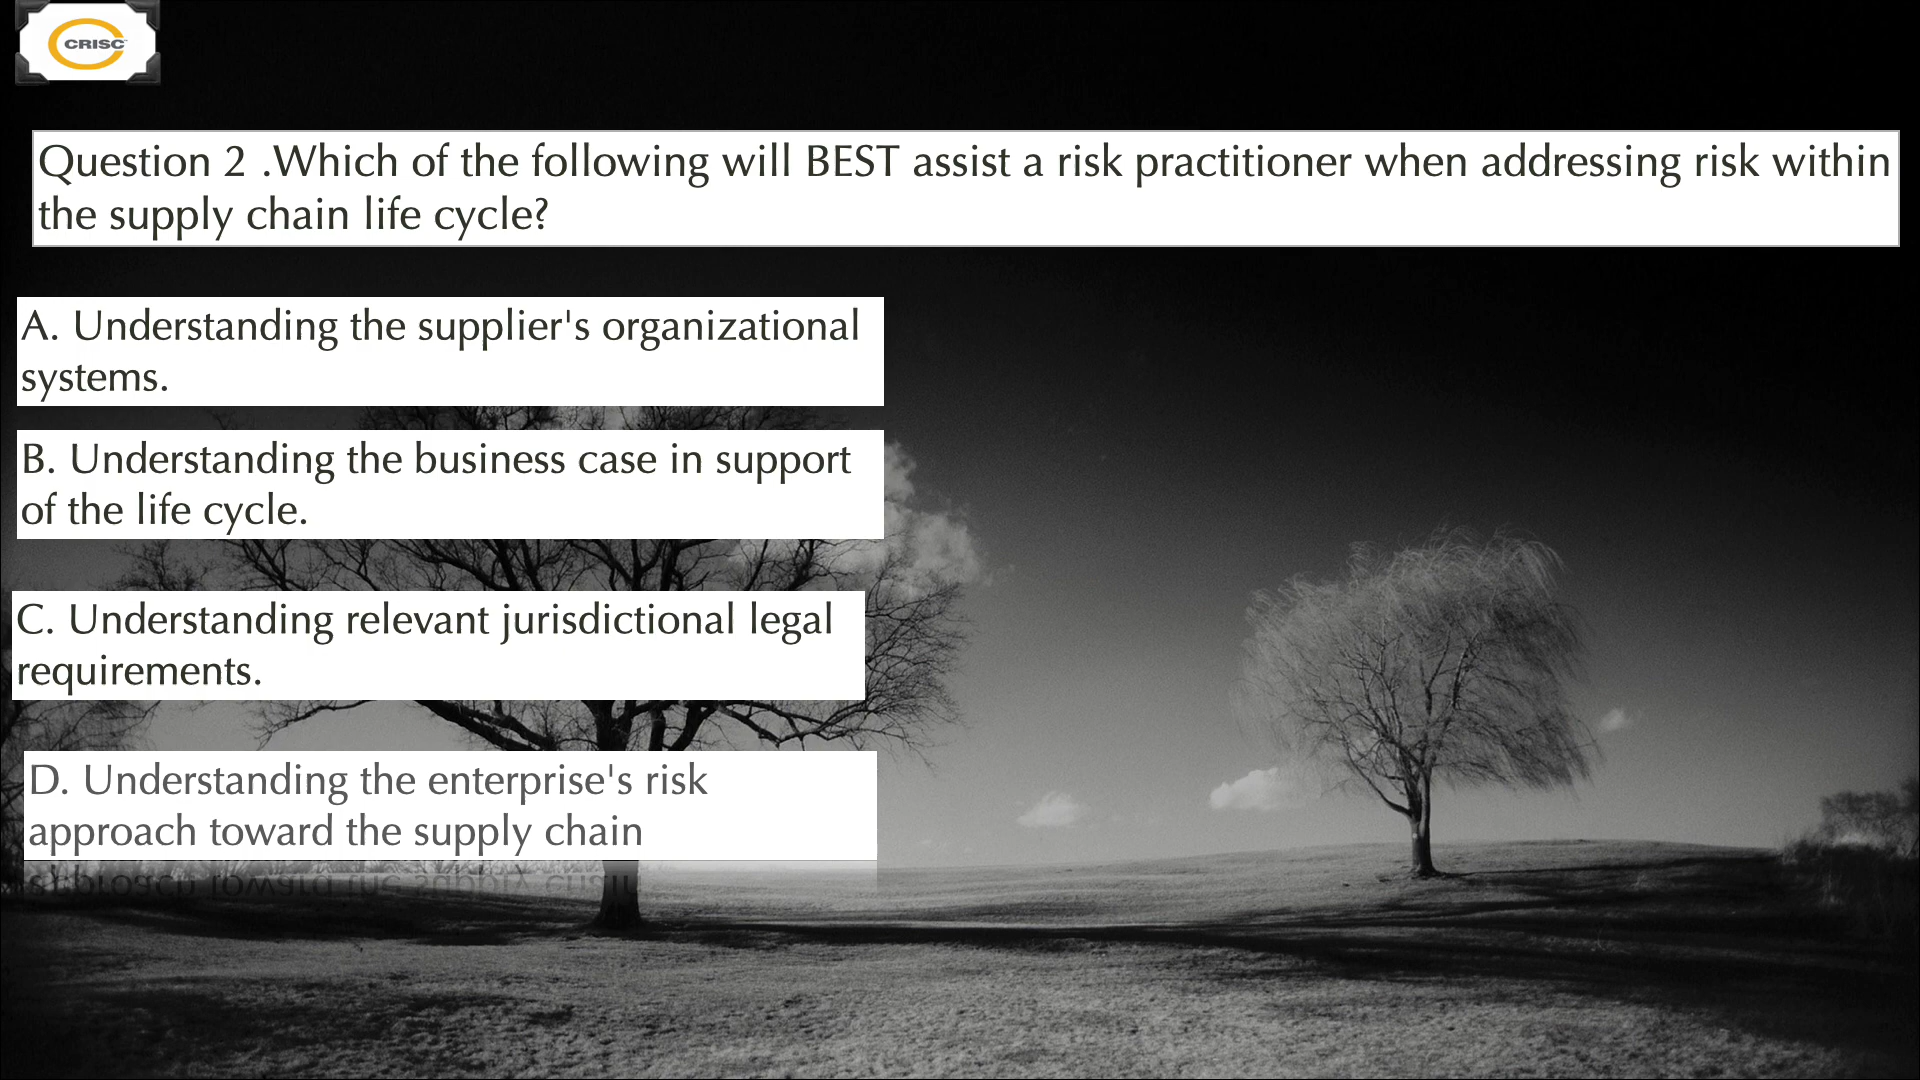 CRISC
Question 2 .Which of the following will BEST assist a risk practitioner when addressing risk within
the supply chain life cycle?
A. Understanding the supplier's organizational
systems.
B. Understanding the business case in support
of the life cycle.
C. Understanding relevant jurisdictional legal
requirements.
D. Understanding the enterprise's risk
approach toward the supply chain